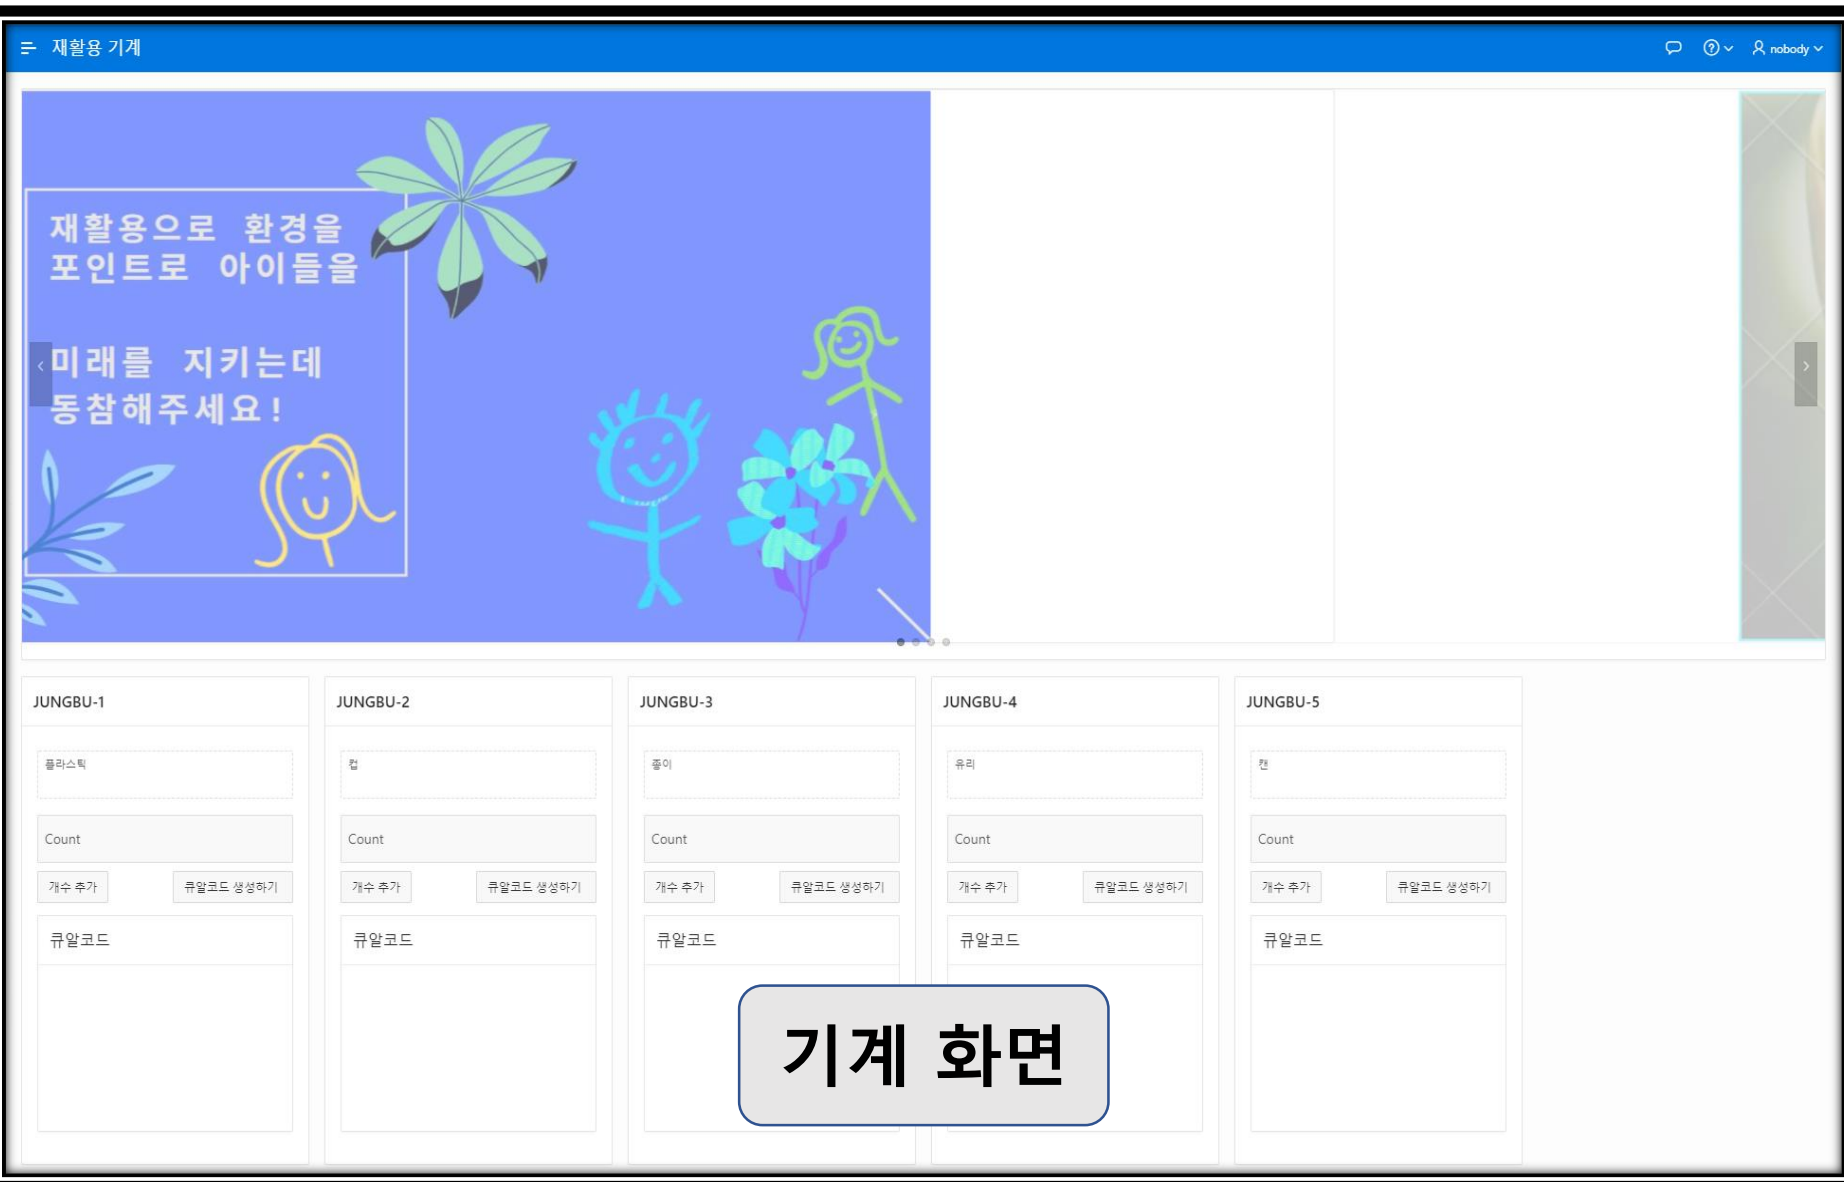 재활용 기계
nobody
재활용으로 환경을
포인트로 아이들을
미래를 지키는데
동참해주세요!
JUNGBU-1
플라스틱
Count
개수 추가
큐알코드 생성하기
큐알코드
JUNGBU-2
컵
Count
개수 추가
큐알코드 생성하기
큐알코드
JUNGBU-3
종이
Count
개수 추가
큐알코드 생성하기
큐알코드
JUNGBU-4
유리
Count
개수 추가
큐알코드 생성하기
큐알코드
JUNGBU-5
캔
Count
개수 추가
큐알코드 생성하기
큐알코드
기계 화면